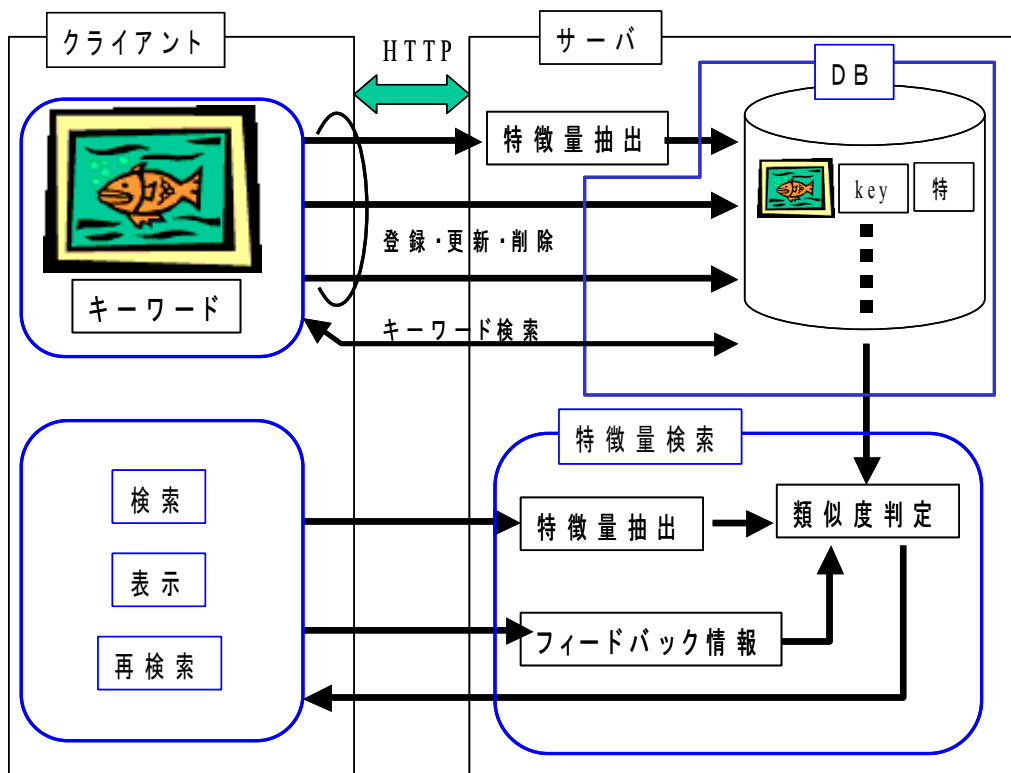 クライアント
HTTP
サーバ
DB
特徴量抽出
key
特
登録・更新・削除
キーワード
キーワード検索
特徴量検索
検索
特徴量抽出
類似度判定
表示
フィードバック情報
再検索